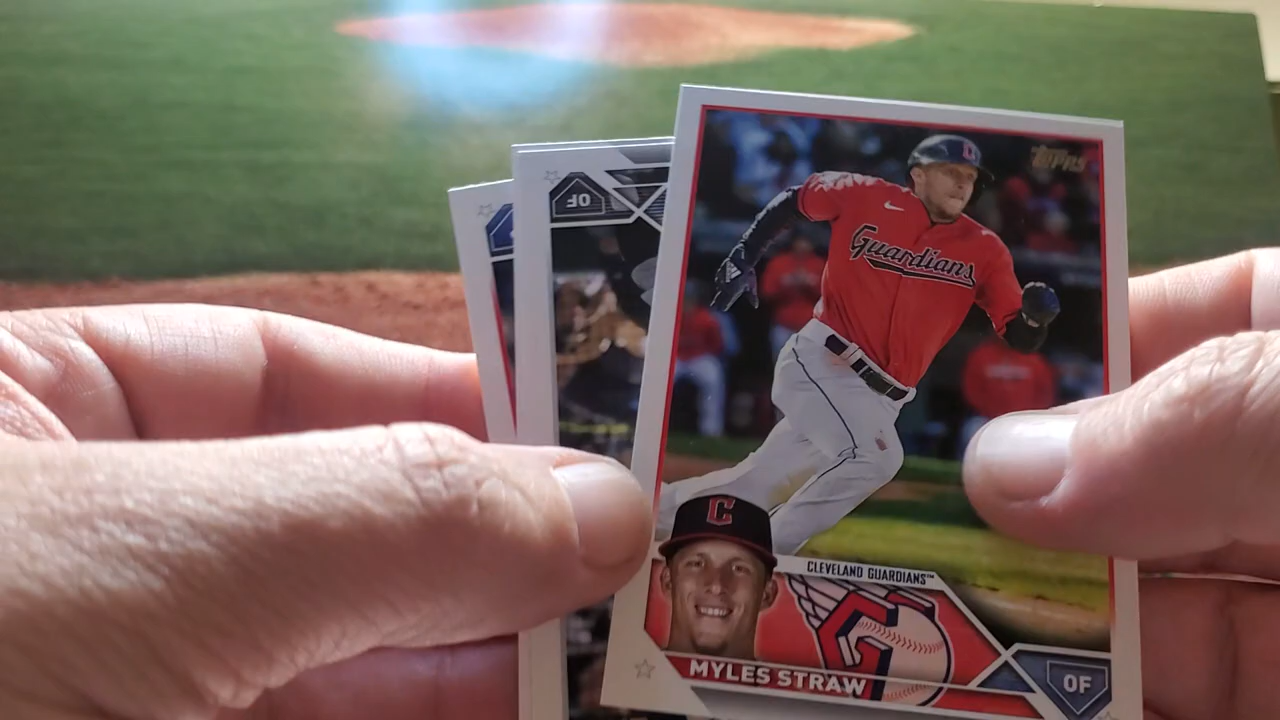 TOPPS
OF
C
Guardians
C
CLEVELAND GUARDIANS™
MYLES STRAW
OF